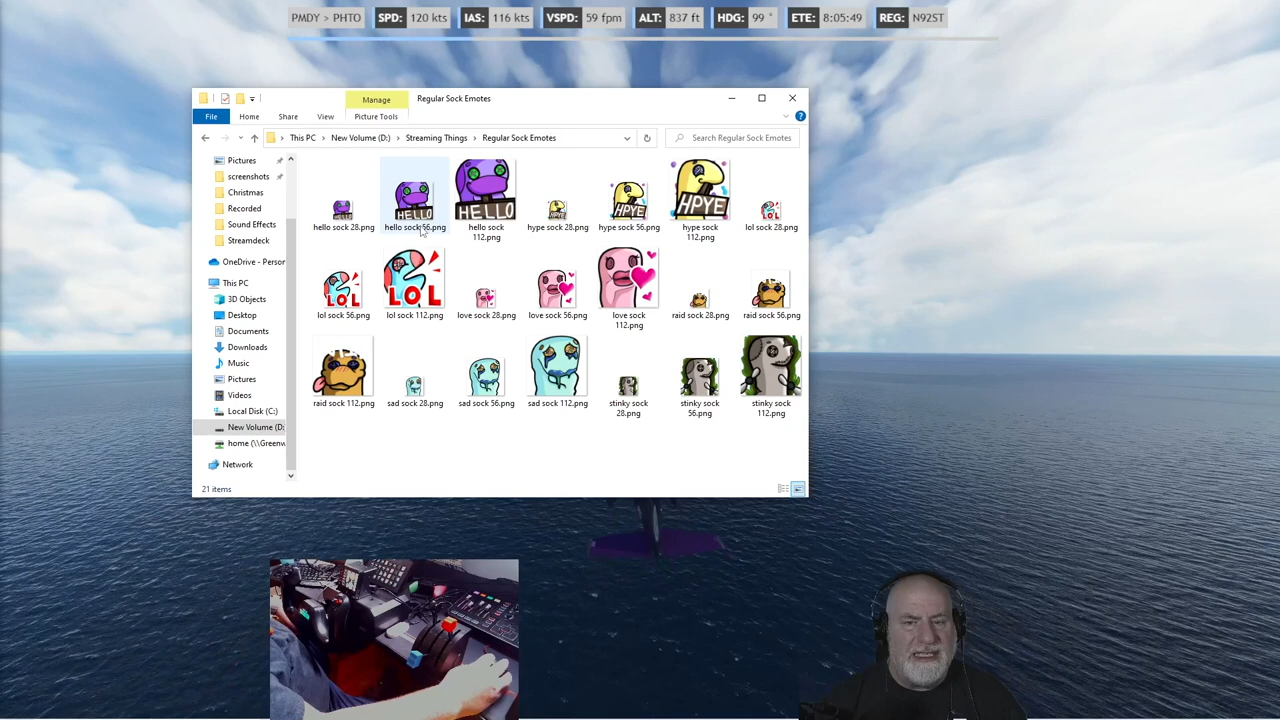 PMDY > PHTO SPD: 120 kts IAS: 116 kts VSPD: 59 fpm ALT: 837 ft HDG: 99 ° ETE: 8:05:49 REG: N92ST
Manage Regular Sock Emotes
File Home Share View Picture Tools
This PC > New Volume (D:) > Streaming Things > Regular Sock Emotes Search Regular Sock Emotes
Pictures
screenshots
Christmas
Recorded
Sound Effects
Streamdeck
OneDrive - Person
This PC
3D Objects
Desktop
Documents
Downloads
Music
Pictures
Videos
Local Disk (C:)
New Volume (D:
home (\\Greenw
Network
HELLO HELLO HPYE HPYE
hello sock 28.png hello sock 56.png hello sock 112.png hype sock 28.png hype sock 56.png hype sock 112.png lol sock 28.png
LOL LOL
lol sock 56.png lol sock 112.png love sock 28.png love sock 56.png love sock 112.png raid sock 28.png raid sock 56.png
raid sock 112.png sad sock 28.png sad sock 56.png sad sock 112.png stinky sock 28.png stinky sock 56.png stinky sock 112.png
21 items